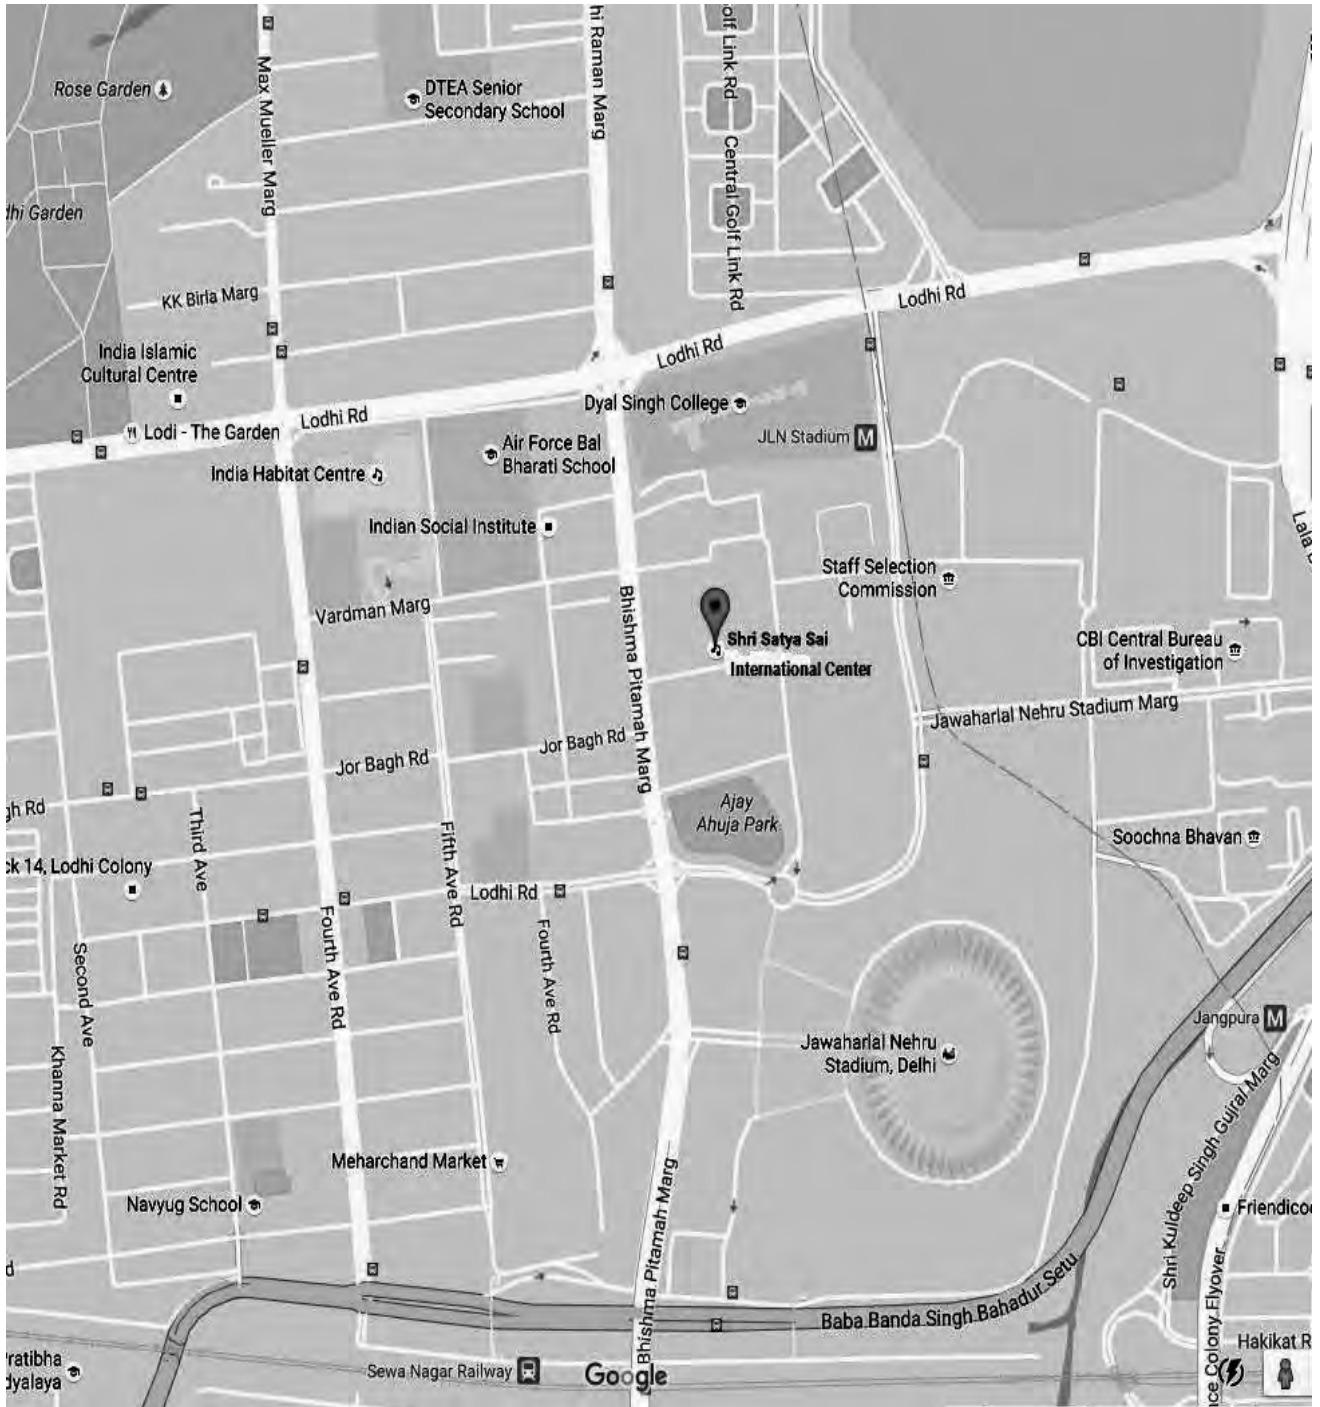 Rose Garden
Max Mueller Marg
DTEA Senior
Secondary School
hi Raman Marg
olf Link Rd
Central Golf Link Rd
dhi Garden
KK Birla Marg
India Islamic
Cultural Centre
Lodi - The Garden
Lodhi Rd
Lodhi Rd
Lodhi Rd
Dyal Singh College
JLN Stadium
M
India Habitat Centre
Air Force Bal
Bharati School
Indian Social Institute
Lala
Staff Selection
Commission
Vardman Marg
Bhishma Pitamah Marg
Shri Satya Sai
International Center
CBI Central Bureau
of Investigation
Jawaharlal Nehru Stadium Marg
Jor Bagh Rd
Jor Bagh Rd
gh Rd
Third Ave
Fifth Ave Rd
Ajay
Ahuja Park
Soochna Bhavan
ck 14, Lodhi Colony
Lodhi Rd
Second Ave
Fourth Ave Rd
Fourth Ave Rd
Jangpura
M
Jawaharlal Nehru
Stadium, Delhi
Khanna Market Rd
Meharchand Market
Navyug School
Bhishma Pitamah Marg
Shri Kuldeep Singh Gujral Marg
Friendico
d
Baba Banda Singh Bahadur Setu
nce Colony Flyover
Hakikat R
Pratibha
dyalaya
Sewa Nagar Railway
Google
Bhishma Pitamah Marg